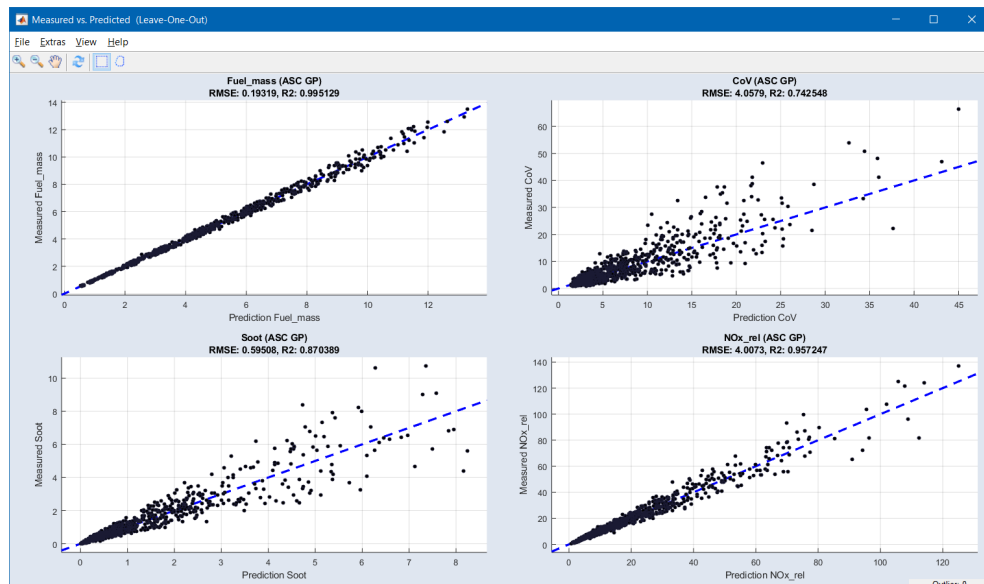 Measured vs. Predicted (Leave-One-Out)
File Extras View Help
Fuel_mass (ASC GP)
RMSE: 0.19319, R2: 0.995129
14
12
10
8
6
4
2
0
Measured Fuel_mass
0 2 4 6 8 10 12
Prediction Fuel_mass
CoV (ASC GP)
RMSE: 4.0579, R2: 0.742548
60
50
40
30
20
10
0
Measured CoV
0 5 10 15 20 25 30 35 40 45
Prediction CoV
Soot (ASC GP)
RMSE: 0.59508, R2: 0.870389
10
8
6
4
2
0
Measured Soot
0 1 2 3 4 5 6 7 8
Prediction Soot
NOx_rel (ASC GP)
RMSE: 4.0073, R2: 0.957247
140
120
100
80
60
40
20
0
Measured NOx_rel
0 20 40 60 80 100 120
Prediction NOx_rel